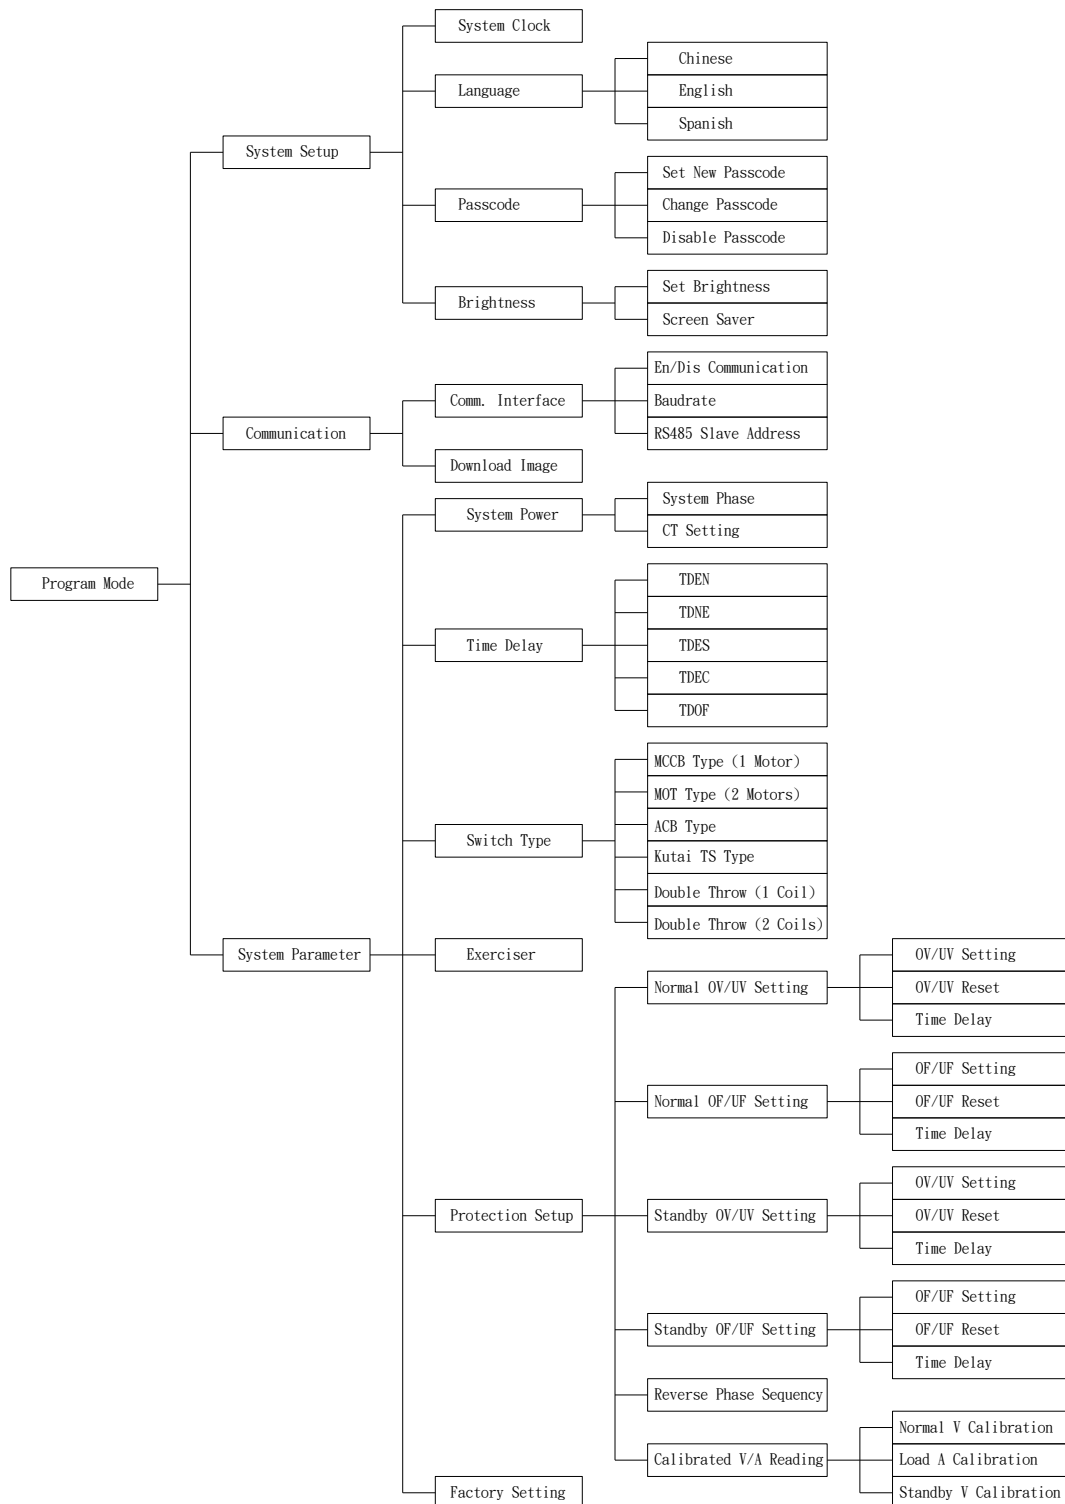 System Clock
Chinese
Language
English
Spanish
System Setup
Set New Passcode
Passcode
Change Passcode
Disable Passcode
Set Brightness
Brightness
Screen Saver
En/Dis Communication
Comm. Interface
Baudrate
Communication
RS485 Slave Address
Download Image
System Phase
System Power
CT Setting
Program Mode
TDEN
TDNE
Time Delay
TDES
TDEC
TDOF
MCCB Type (1 Motor)
MOT Type (2 Motors)
ACB Type
Switch Type
Kutai TS Type
Double Throw (1 Coil)
Double Throw (2 Coils)
System Parameter
Exerciser
OV/UV Setting
Normal OV/UV Setting
OV/UV Reset
Time Delay
OF/UF Setting
Normal OF/UF Setting
OF/UF Reset
Time Delay
OV/UV Setting
Protection Setup
Standby OV/UV Setting
OV/UV Reset
Time Delay
OF/UF Setting
Standby OF/UF Setting
OF/UF Reset
Time Delay
Reverse Phase Sequency
Normal V Calibration
Calibrated V/A Reading
Load A Calibration
Factory Setting
Standby V Calibration